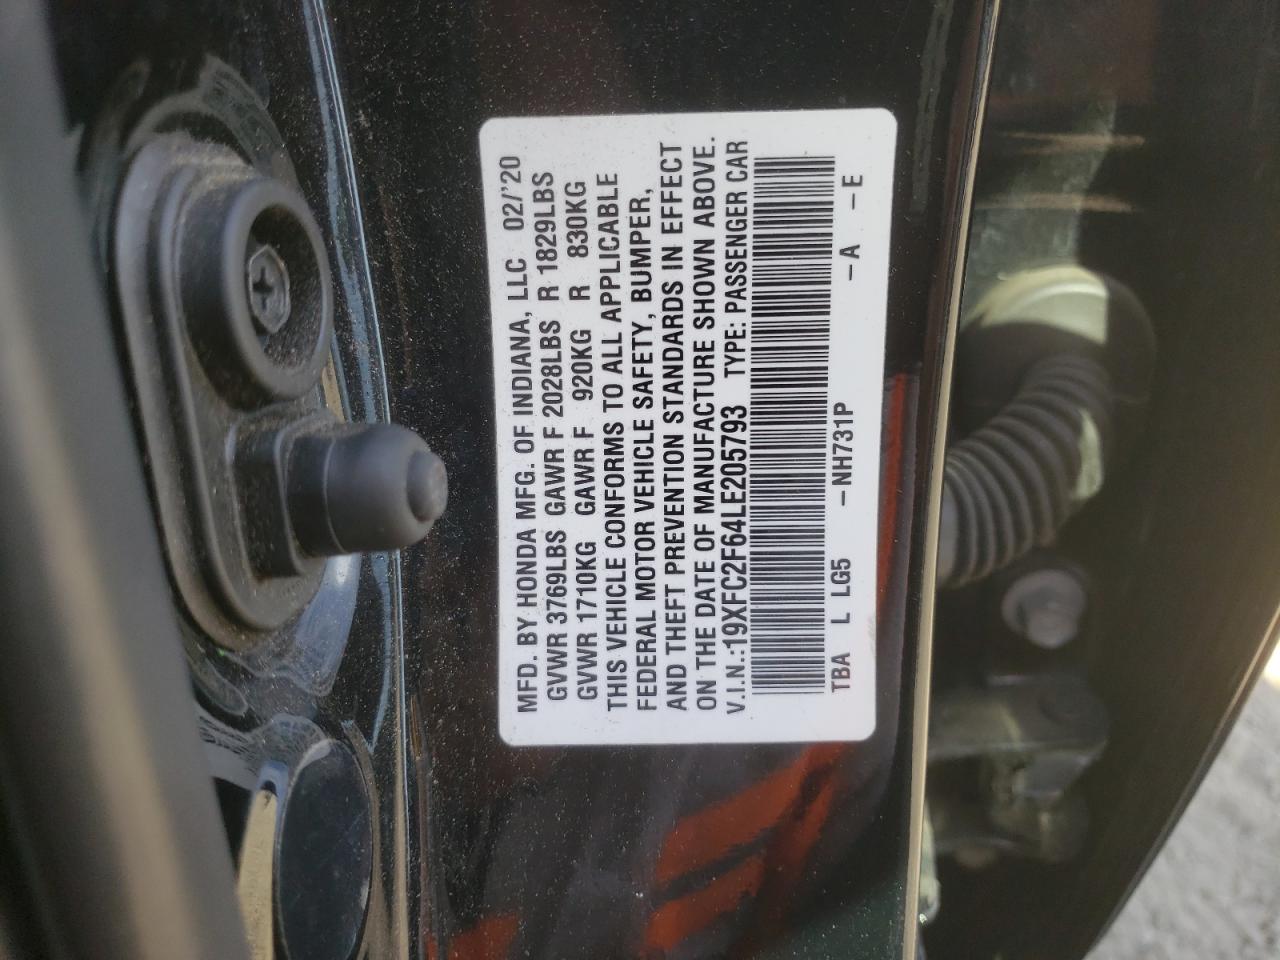 MFD. BY HONDA MFG. OF INDIANA, LLC 02/'20
GVWR 3769LBS GAWR F 2028LBS R 1829LBS
GVWR 1710KG GAWR F 920KG R 830KG
THIS VEHICLE CONFORMS TO ALL APPLICABLE
FEDERAL MOTOR VEHICLE SAFETY, BUMPER,
AND THEFT PREVENTION STANDARDS IN EFFECT
ON THE DATE OF MANUFACTURE SHOWN ABOVE.
V.I.N.:19XFC2F64LE205793 TYPE: PASSENGER CAR
TBA L LG5 -NH731P -A -E